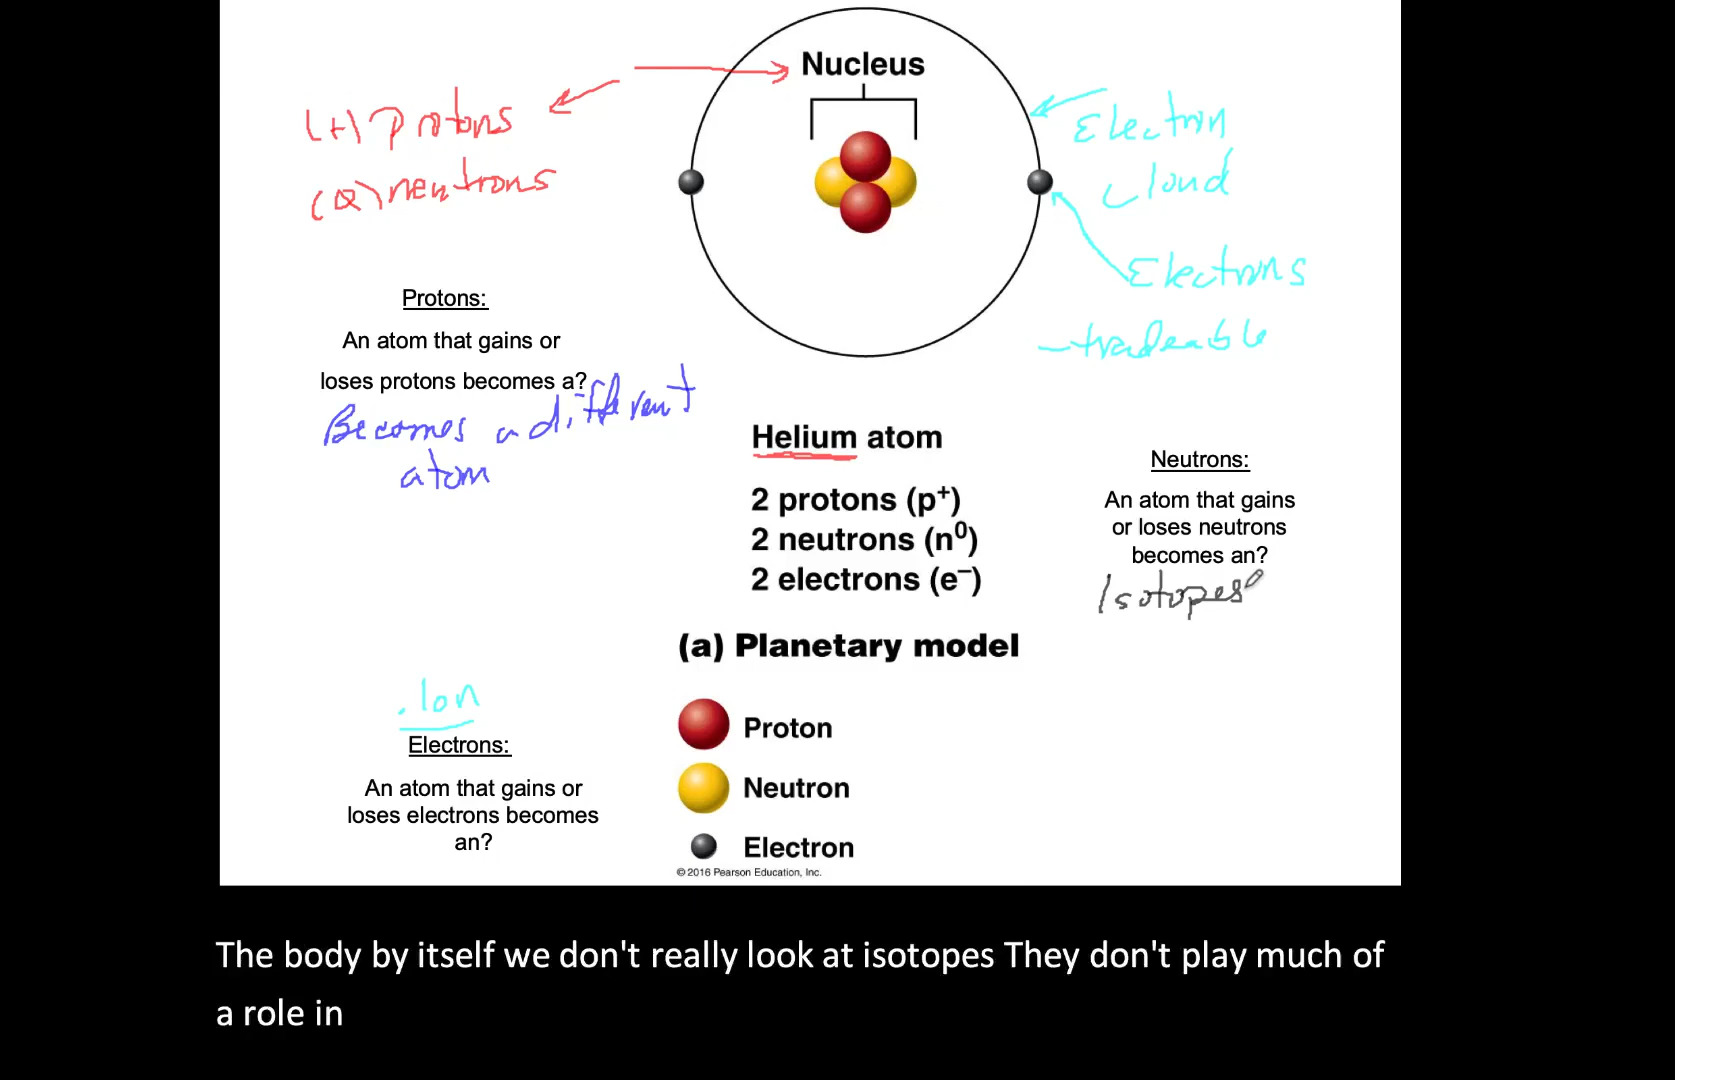 Nucleus
(+) Protons
(Q) neutrons
Electron
cloud
Electrons
- tradeable
Protons:
An atom that gains or
loses protons becomes a?
Becomes a different
atom
Helium atom
2 protons (p⁺)
2 neutrons (n⁰)
2 electrons (e⁻)
(a) Planetary model
Neutrons:
An atom that gains
or loses neutrons
becomes an?
Isotopes
. Ion
Electrons:
An atom that gains or
loses electrons becomes
an?
Proton
Neutron
Electron
© 2016 Pearson Education, Inc.
The body by itself we don't really look at isotopes They don't play much of
a role in